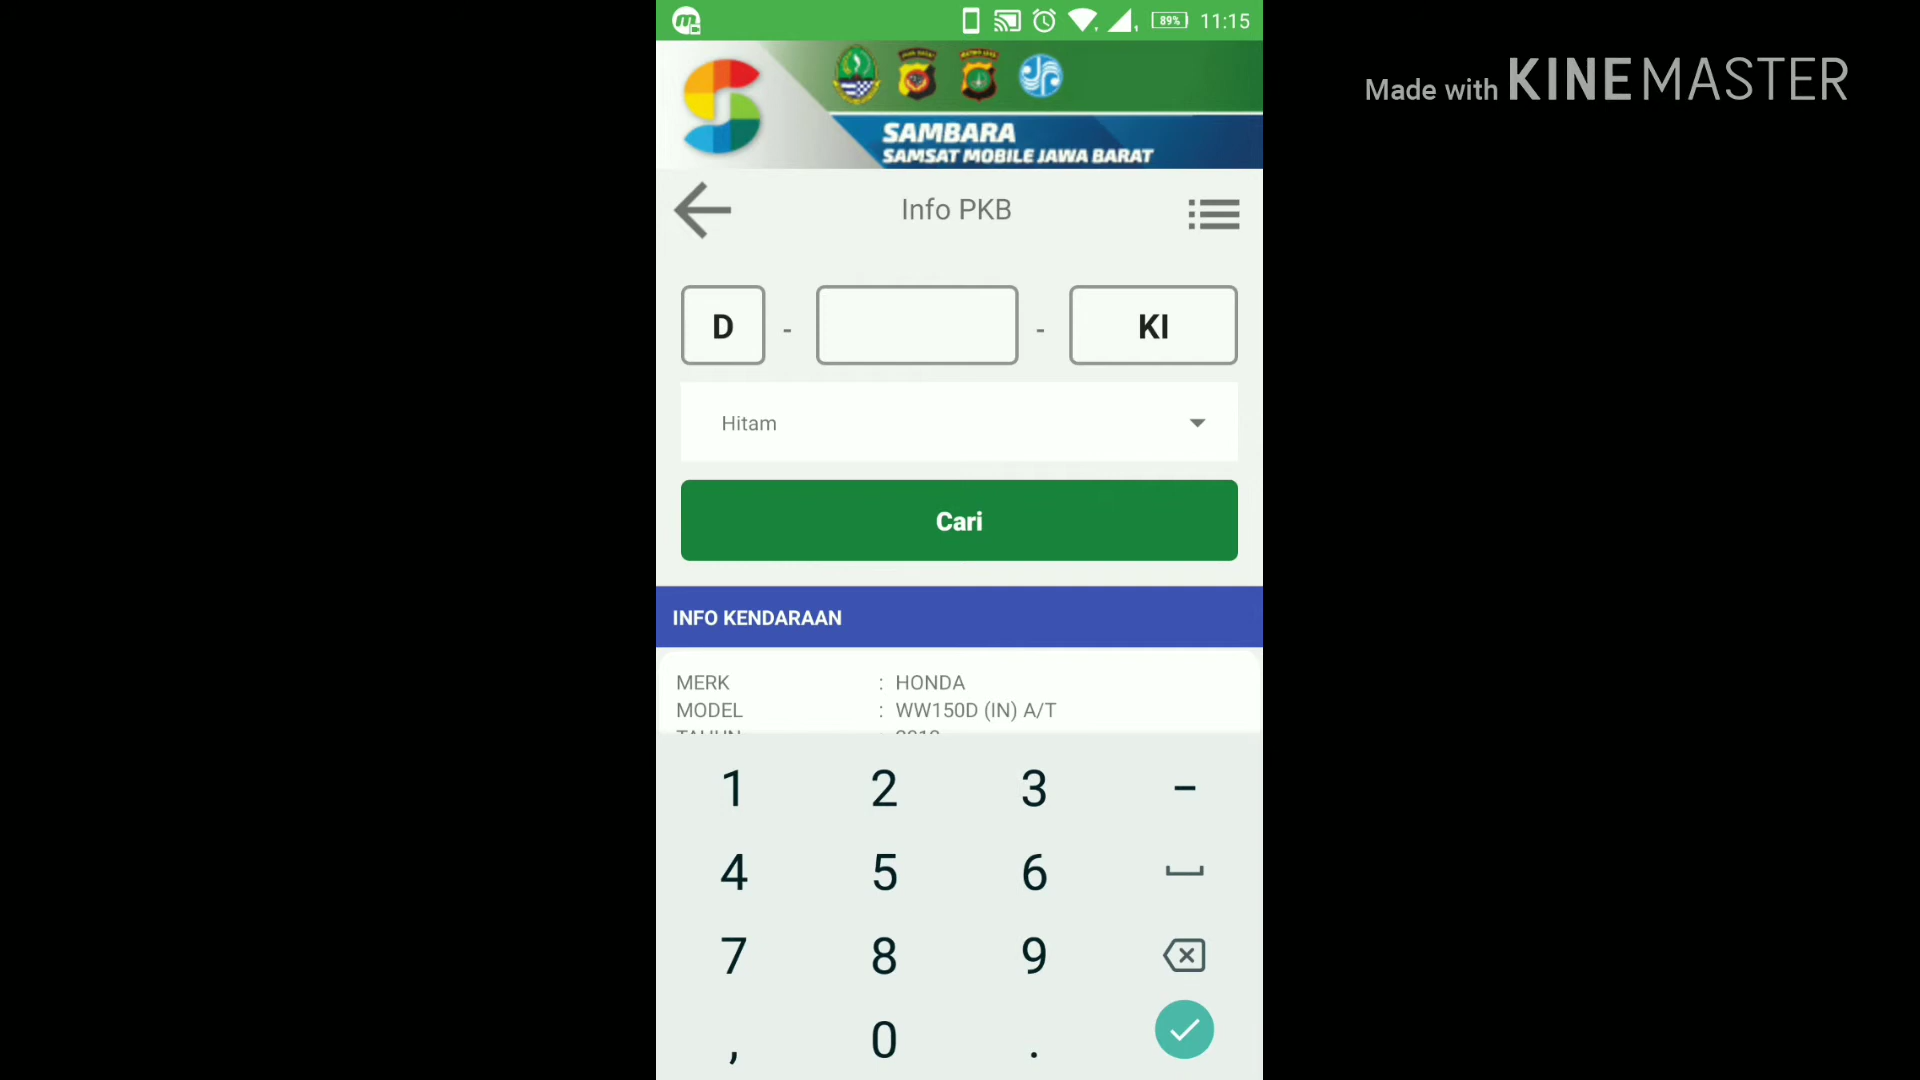 89% 11:15
Made with KINEMASTER
SAMBARA
SAMSAT MOBILE JAWA BARAT
Info PKB
D - - KI
Hitam
Cari
INFO KENDARAAN
MERK : HONDA
MODEL : WW150D (IN) A/T
1 2 3 -
4 5 6
7 8 9
, 0 .